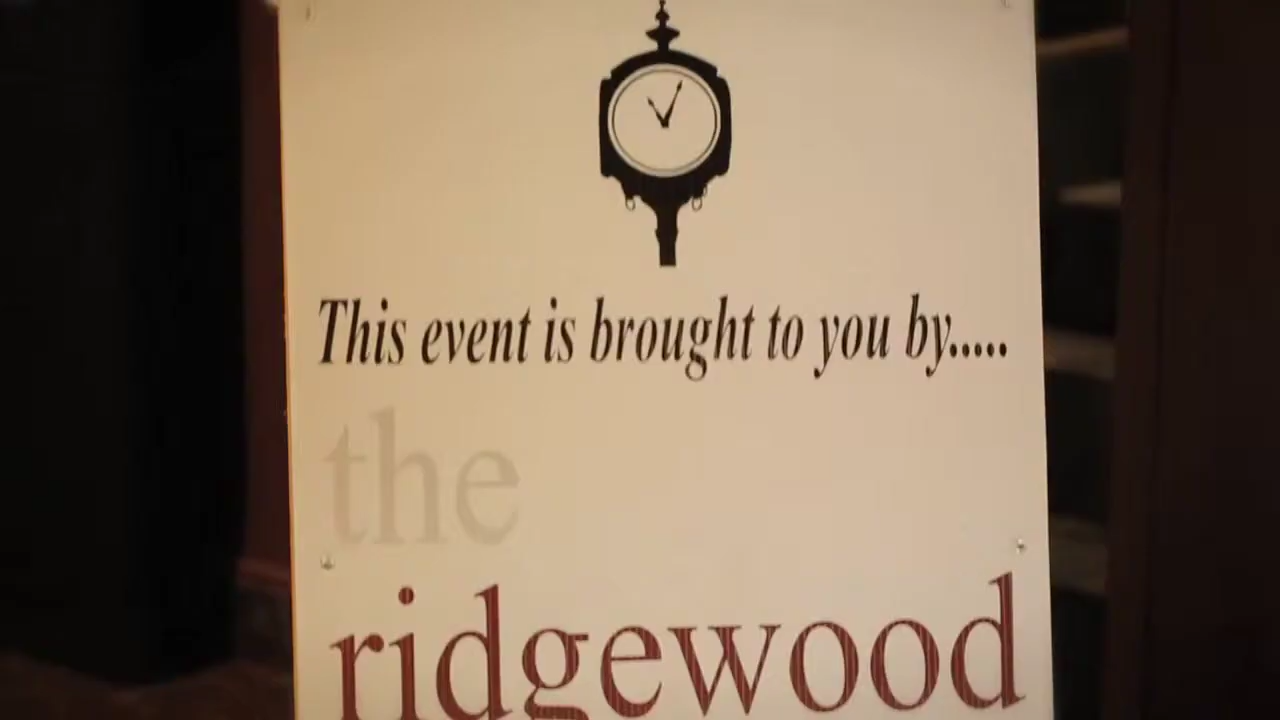 This event is brought to you by.....
the
ridgewood